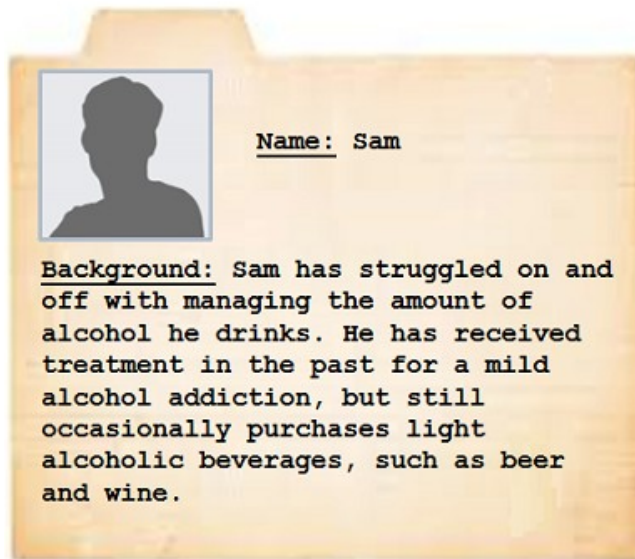 Name: Sam
Background: Sam has struggled on and
off with managing the amount of
alcohol he drinks. He has received
treatment in the past for a mild
alcohol addiction, but still
occasionally purchases light
alcoholic beverages, such as beer
and wine.